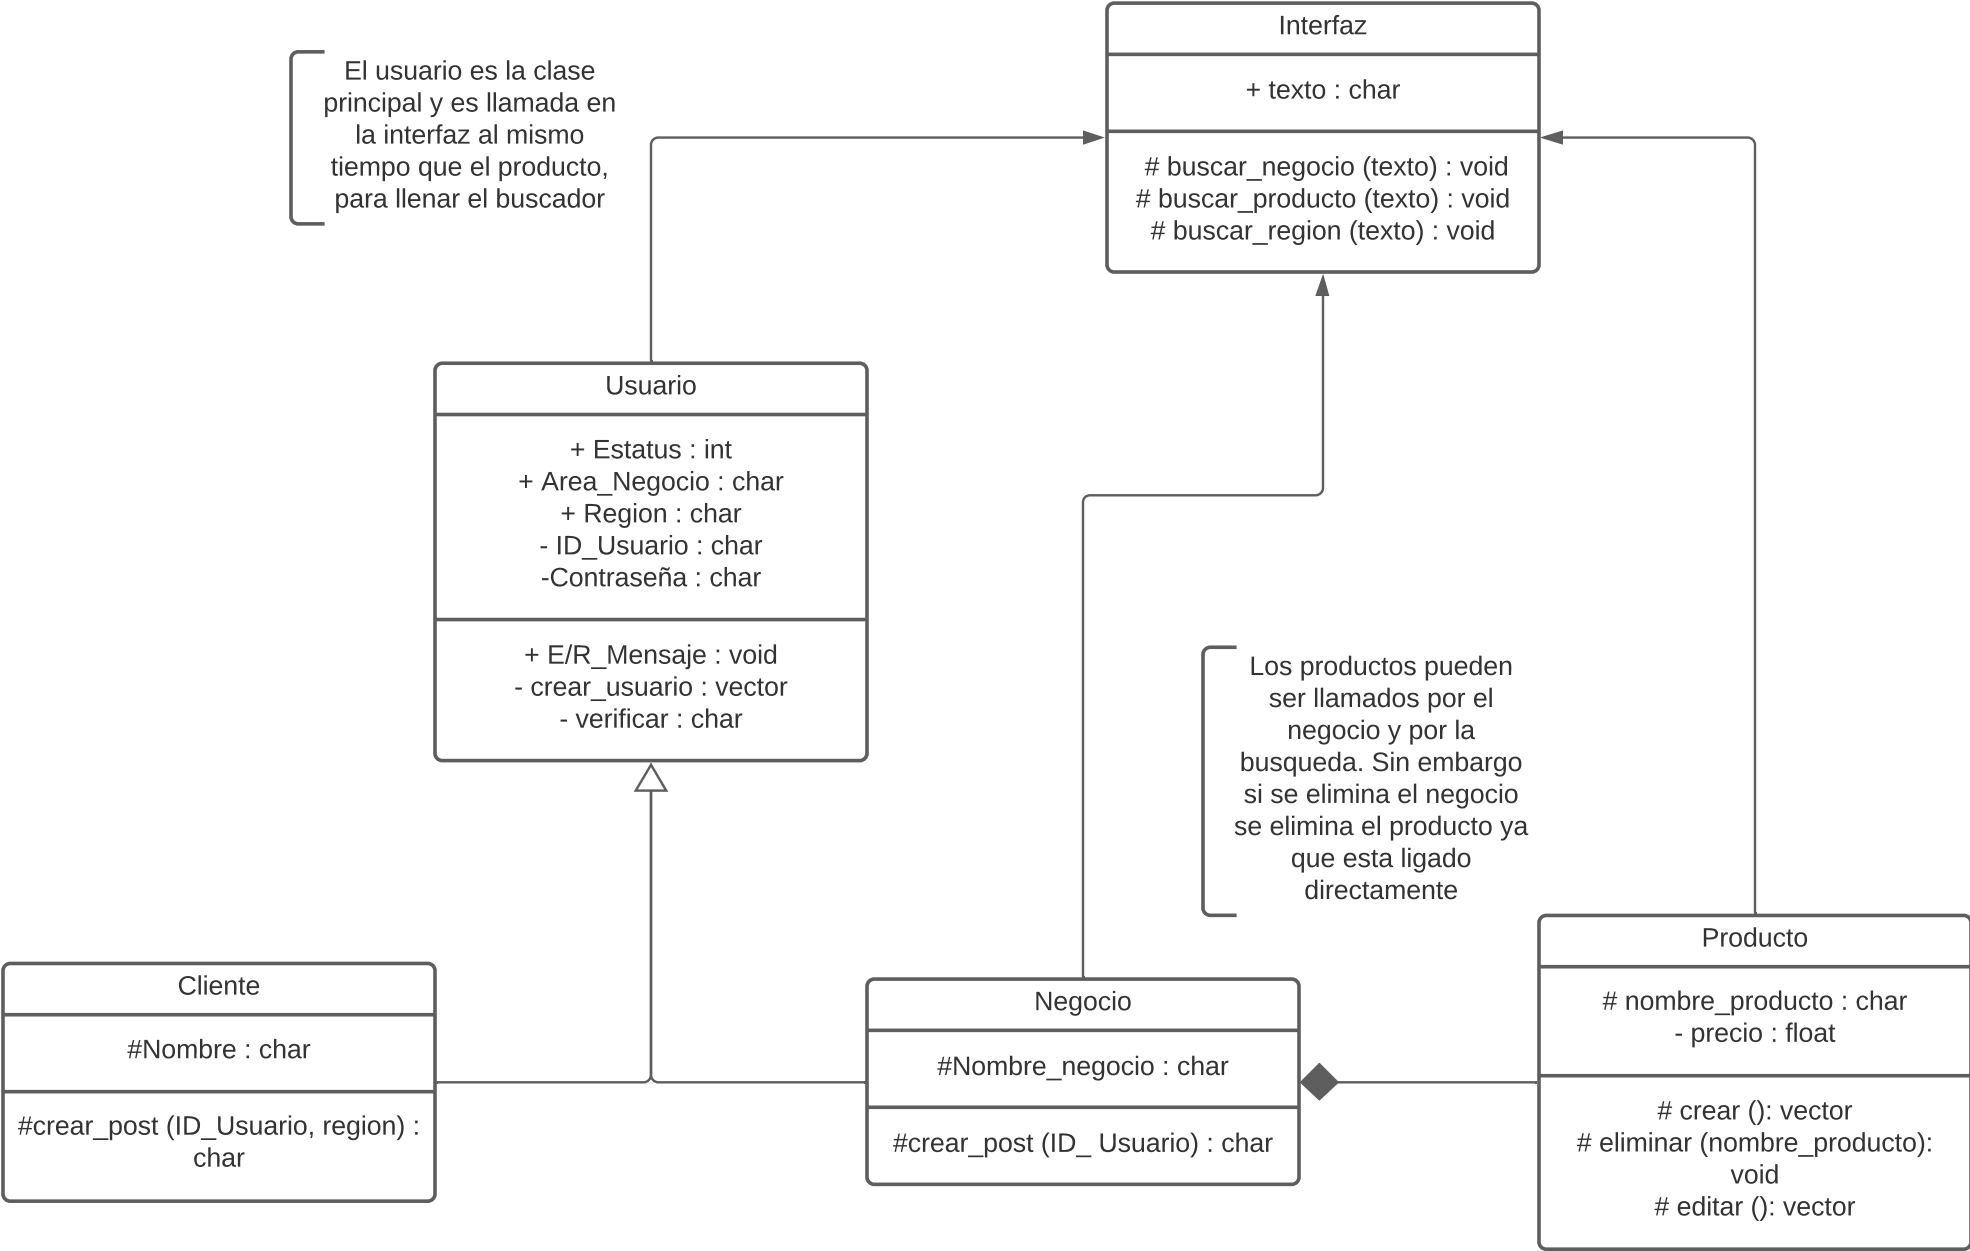 Interfaz
+ texto : char
# buscar_negocio (texto) : void
# buscar_producto (texto) : void
# buscar_region (texto) : void
El usuario es la clase
principal y es llamada en
la interfaz al mismo
tiempo que el producto,
para llenar el buscador
Usuario
+ Estatus : int
+ Area_Negocio : char
+ Region : char
- ID_Usuario : char
-Contraseña : char
+ E/R_Mensaje : void
- crear_usuario : vector
- verificar : char
Los productos pueden
ser llamados por el
negocio y por la
busqueda. Sin embargo
si se elimina el negocio
se elimina el producto ya
que esta ligado
directamente
Cliente
#Nombre : char
#crear_post (ID_Usuario, region) :
char
Negocio
#Nombre_negocio : char
#crear_post (ID_ Usuario) : char
Producto
# nombre_producto : char
- precio : float
# crear (): vector
# eliminar (nombre_producto):
void
# editar (): vector